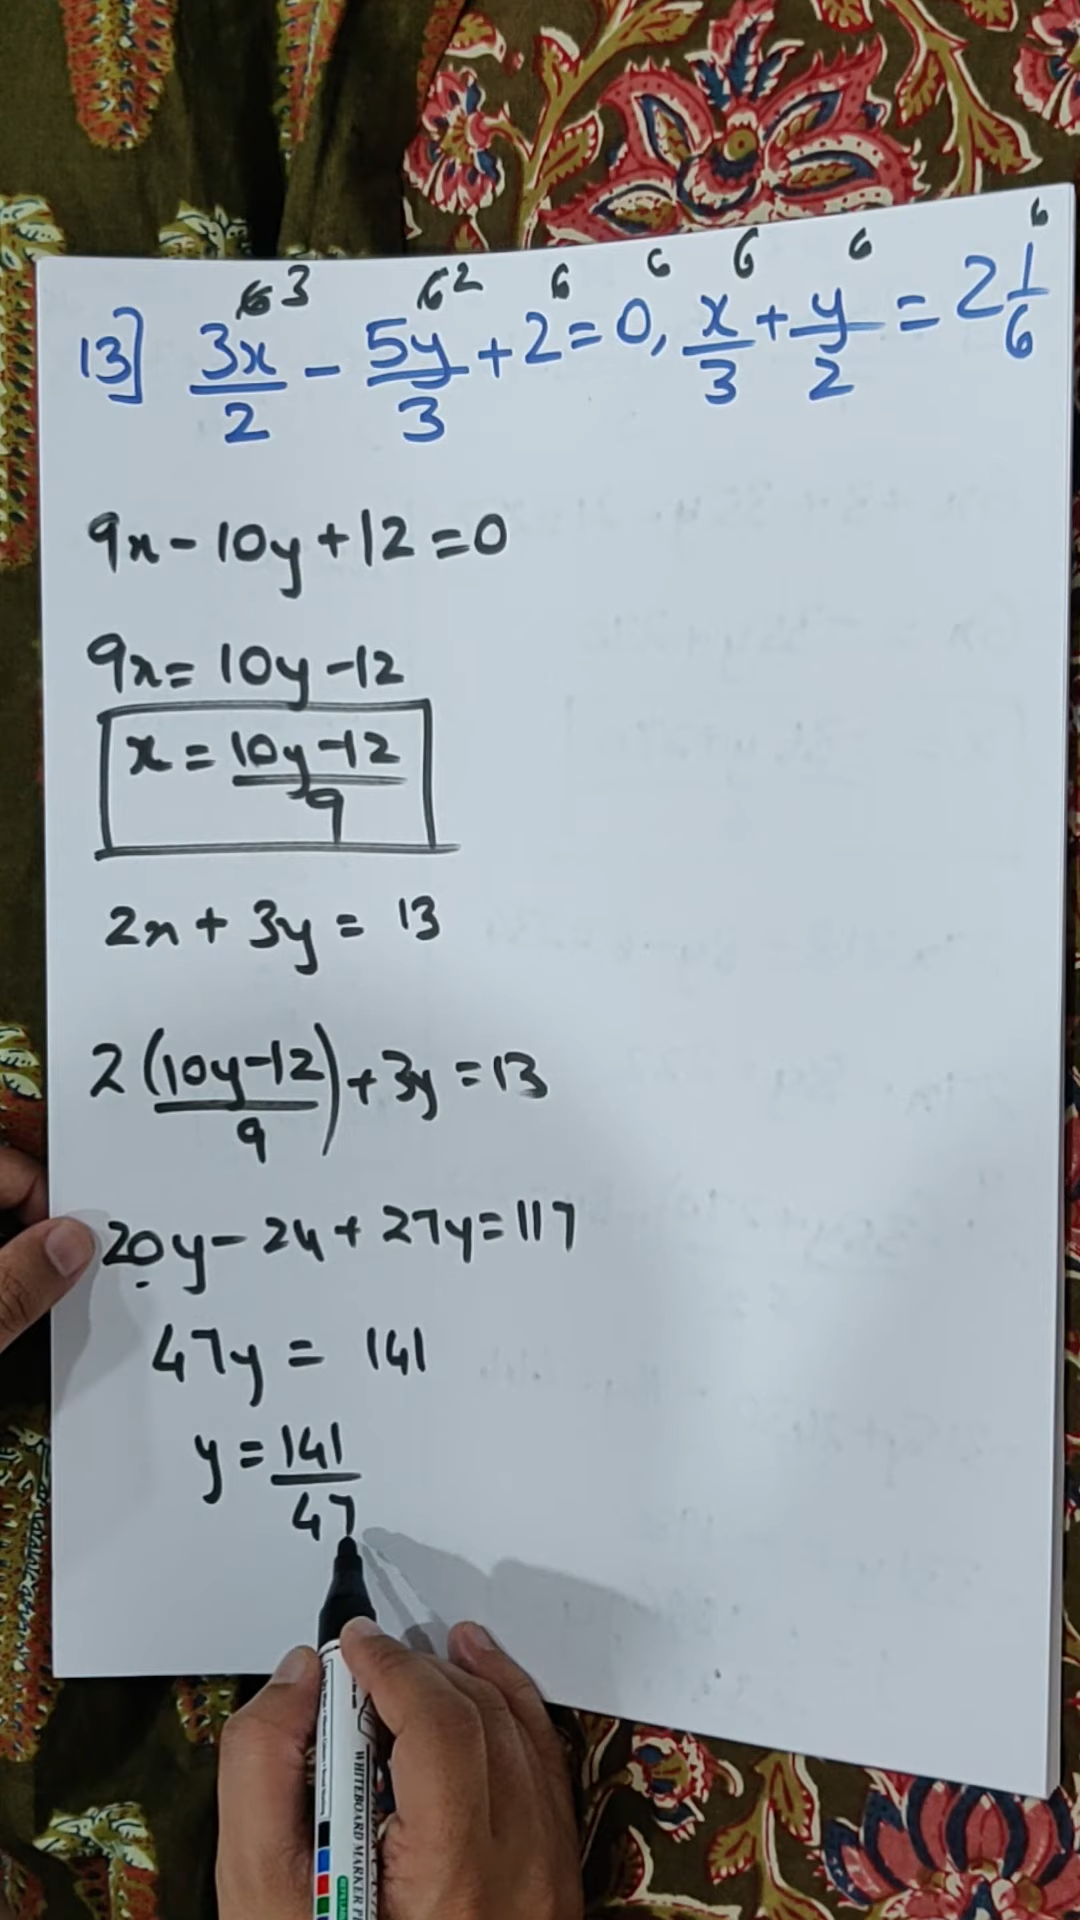 6 3 6 2 6 6 6 6 6
13] 3x/2 - 5y/3 + 2 = 0, x/3 + y/2 = 2 1/6
9x - 10y + 12 = 0
9x = 10y - 12
x = 10y - 12 / 9
2x + 3y = 13
2 (10y - 12 / 9) + 3y = 13
20y - 24 + 27y = 117
47y = 141
y = 141/47
WHITEBOARD MARKER